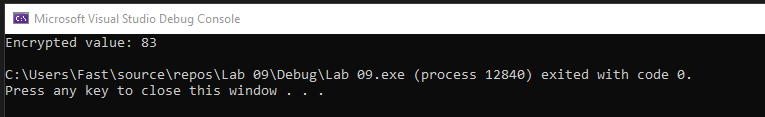 Microsoft Visual Studio Debug Console
Encrypted value: 83
C:\Users\Fast\source\repos\Lab 09\Debug\Lab 09.exe (process 12840) exited with code 0.
Press any key to close this window . . .